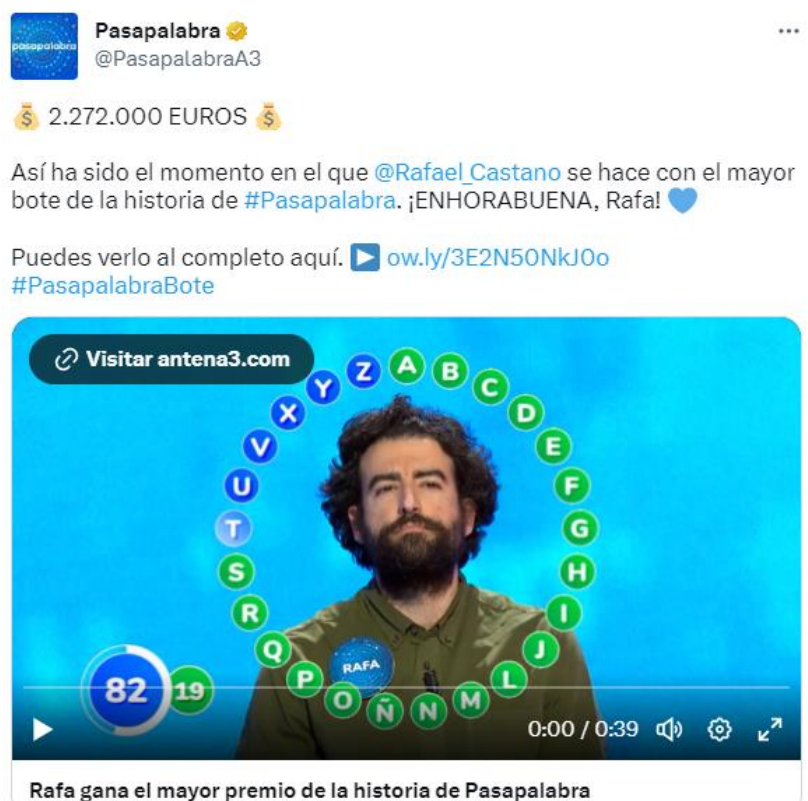 pasapalabra
Pasapalabra
@PasapalabraA3
2.272.000 EUROS
Así ha sido el momento en el que @Rafael_Castano se hace con el mayor
bote de la historia de #Pasapalabra. ¡ENHORABUENA, Rafa!
Puedes verlo al completo aquí. ow.ly/3E2N50NkJ0o
#PasapalabraBote
Visitar antena3.com
A
B
C
D
E
F
G
H
I
J
L
M
N
Ñ
O
P
Q
R
S
T
U
V
X
Y
Z
RAFA
82
19
0:00 / 0:39
Rafa gana el mayor premio de la historia de Pasapalabra